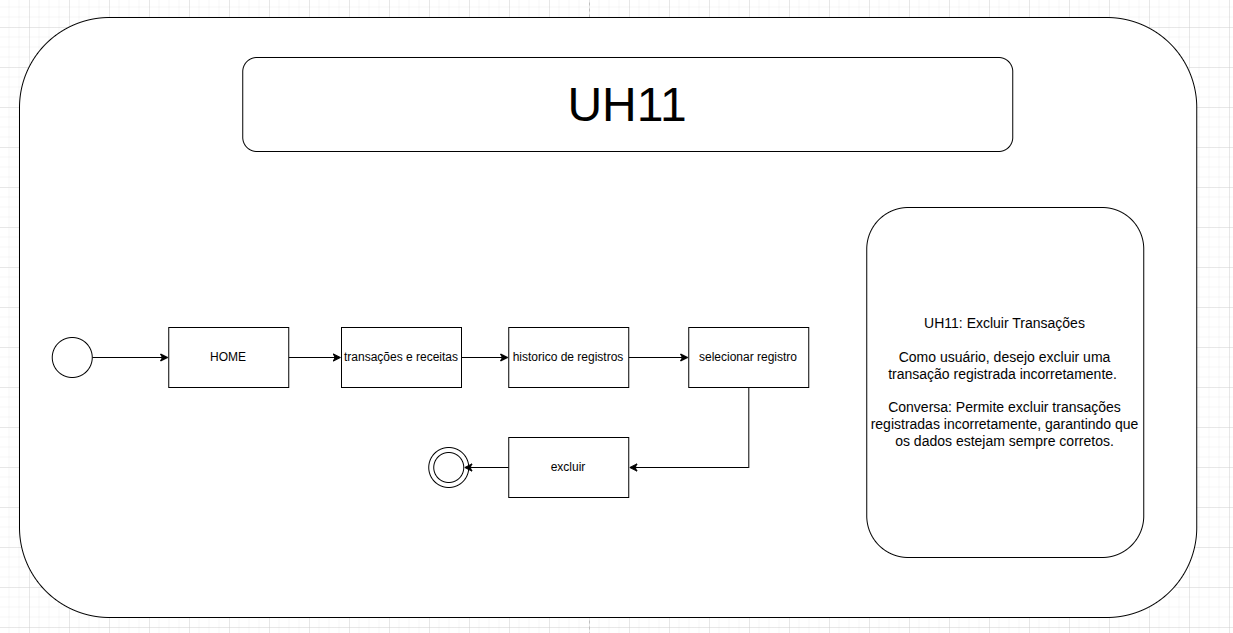 UH11
HOME
transações e receitas
historico de registros
selecionar registro
excluir
UH11: Excluir Transações
Como usuário, desejo excluir uma
transação registrada incorretamente.
Conversa: Permite excluir transações
registradas incorretamente, garantindo que
os dados estejam sempre corretos.